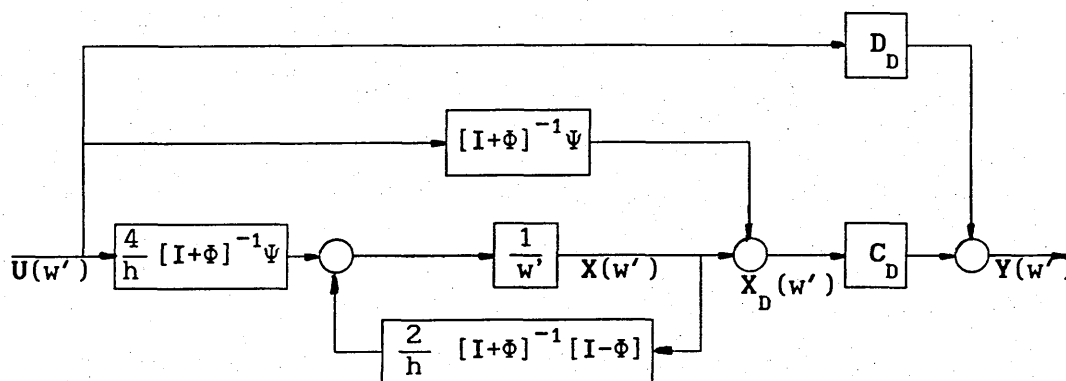 D_D
[I+Φ]^-1 Ψ
U(w')
4/h [I+Φ]^-1 Ψ
1/w'
X(w')
X_D(w')
C_D
Y(w')
2/h [I+Φ]^-1 [I-Φ]